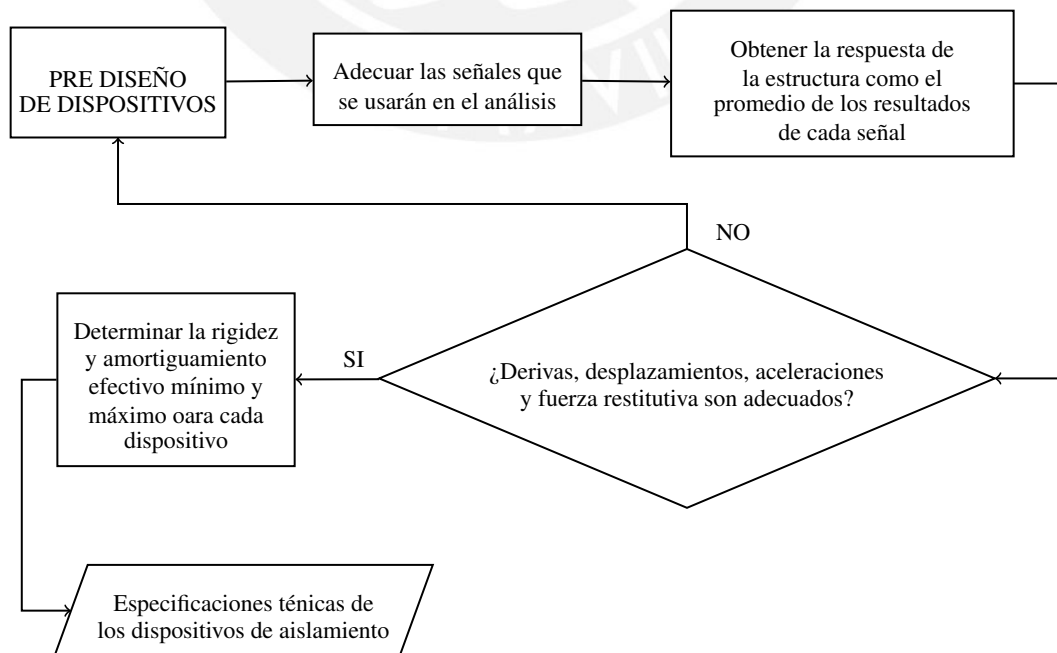 PRE DISEÑO
DE DISPOSITIVOS
Adecuar las señales que
se usarán en el análisis
Obtener la respuesta de
la estructura como el
promedio de los resultados
de cada señal
NO
¿Derivas, desplazamientos, aceleraciones
y fuerza restitutiva son adecuados?
SI
Determinar la rigidez
y amortiguamiento
efectivo mínimo y
máximo oara cada
dispositivo
Especificaciones ténicas de
los dispositivos de aislamiento